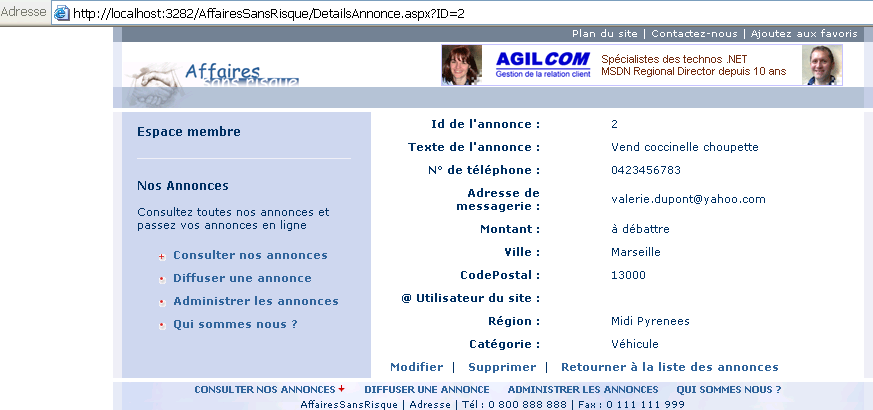 Adresse http://localhost:3282/AffairesSansRisque/DetailsAnnonce.aspx?ID=2
Plan du site | Contactez-nous | Ajoutez aux favoris
Affaires
sans risque
AGILCOM
Gestion de la relation client
Spécialistes des technos .NET
MSDN Regional Director depuis 10 ans
Espace membre
Nos Annonces
Consultez toutes nos annonces et
passez vos annonces en ligne
Consulter nos annonces
Diffuser une annonce
Administrer les annonces
Qui sommes nous ?
Id de l'annonce : 2
Texte de l'annonce : Vend coccinelle choupette
N° de téléphone : 0423456783
Adresse de
messagerie : valerie.dupont@yahoo.com
Montant : à débattre
Ville : Marseille
CodePostal : 13000
@ Utilisateur du site :
Région : Midi Pyrenees
Catégorie : Véhicule
Modifier | Supprimer | Retourner à la liste des annonces
CONSULTER NOS ANNONCES DIFFUSER UNE ANNONCE ADMINISTRER LES ANNONCES QUI SOMMES NOUS ?
AffairesSansRisque | Adresse | Tél : 0 800 888 888 | Fax : 0 111 111 999